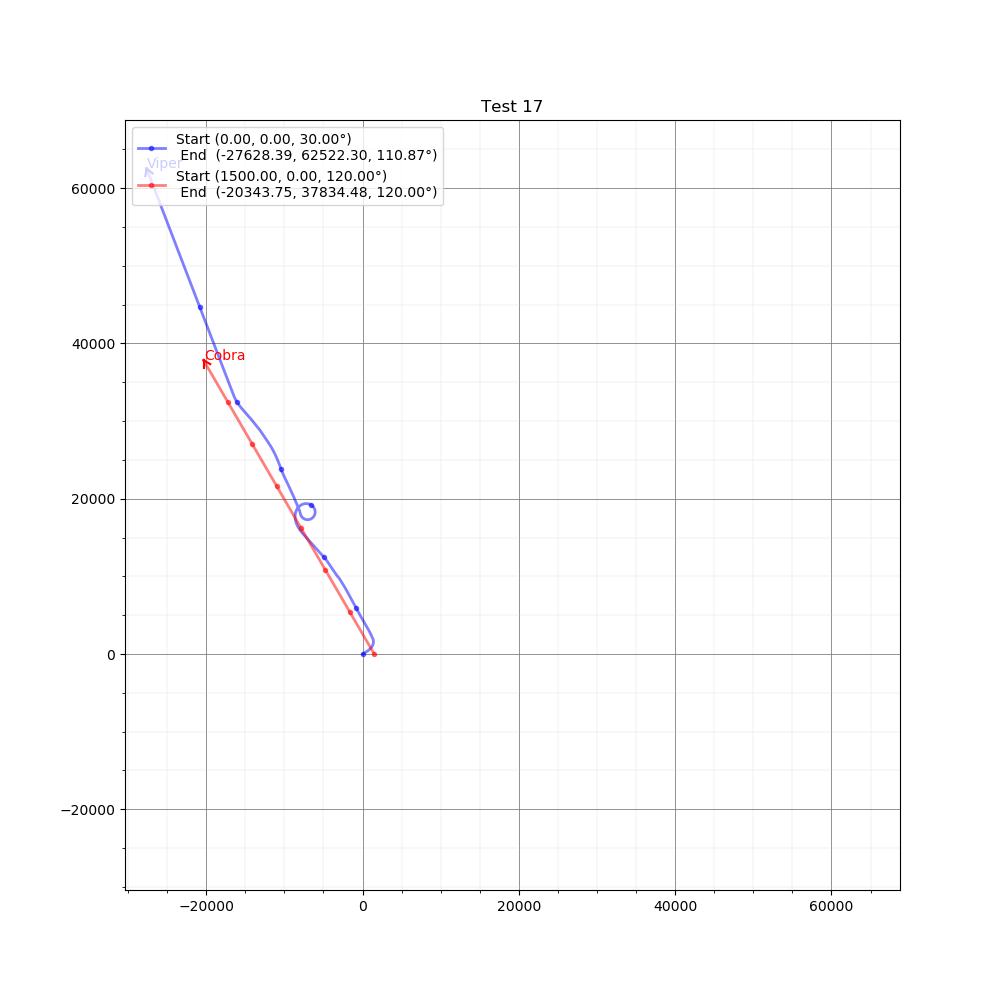 Test 17
Start (0.00, 0.00, 30.00°)
End  (-27628.39, 62522.30, 110.87°)
Viper
Start (1500.00, 0.00, 120.00°)
End  (-20343.75, 37834.48, 120.00°)
60000
40000
Cobra
20000
0
−20000
−20000 0 20000 40000 60000